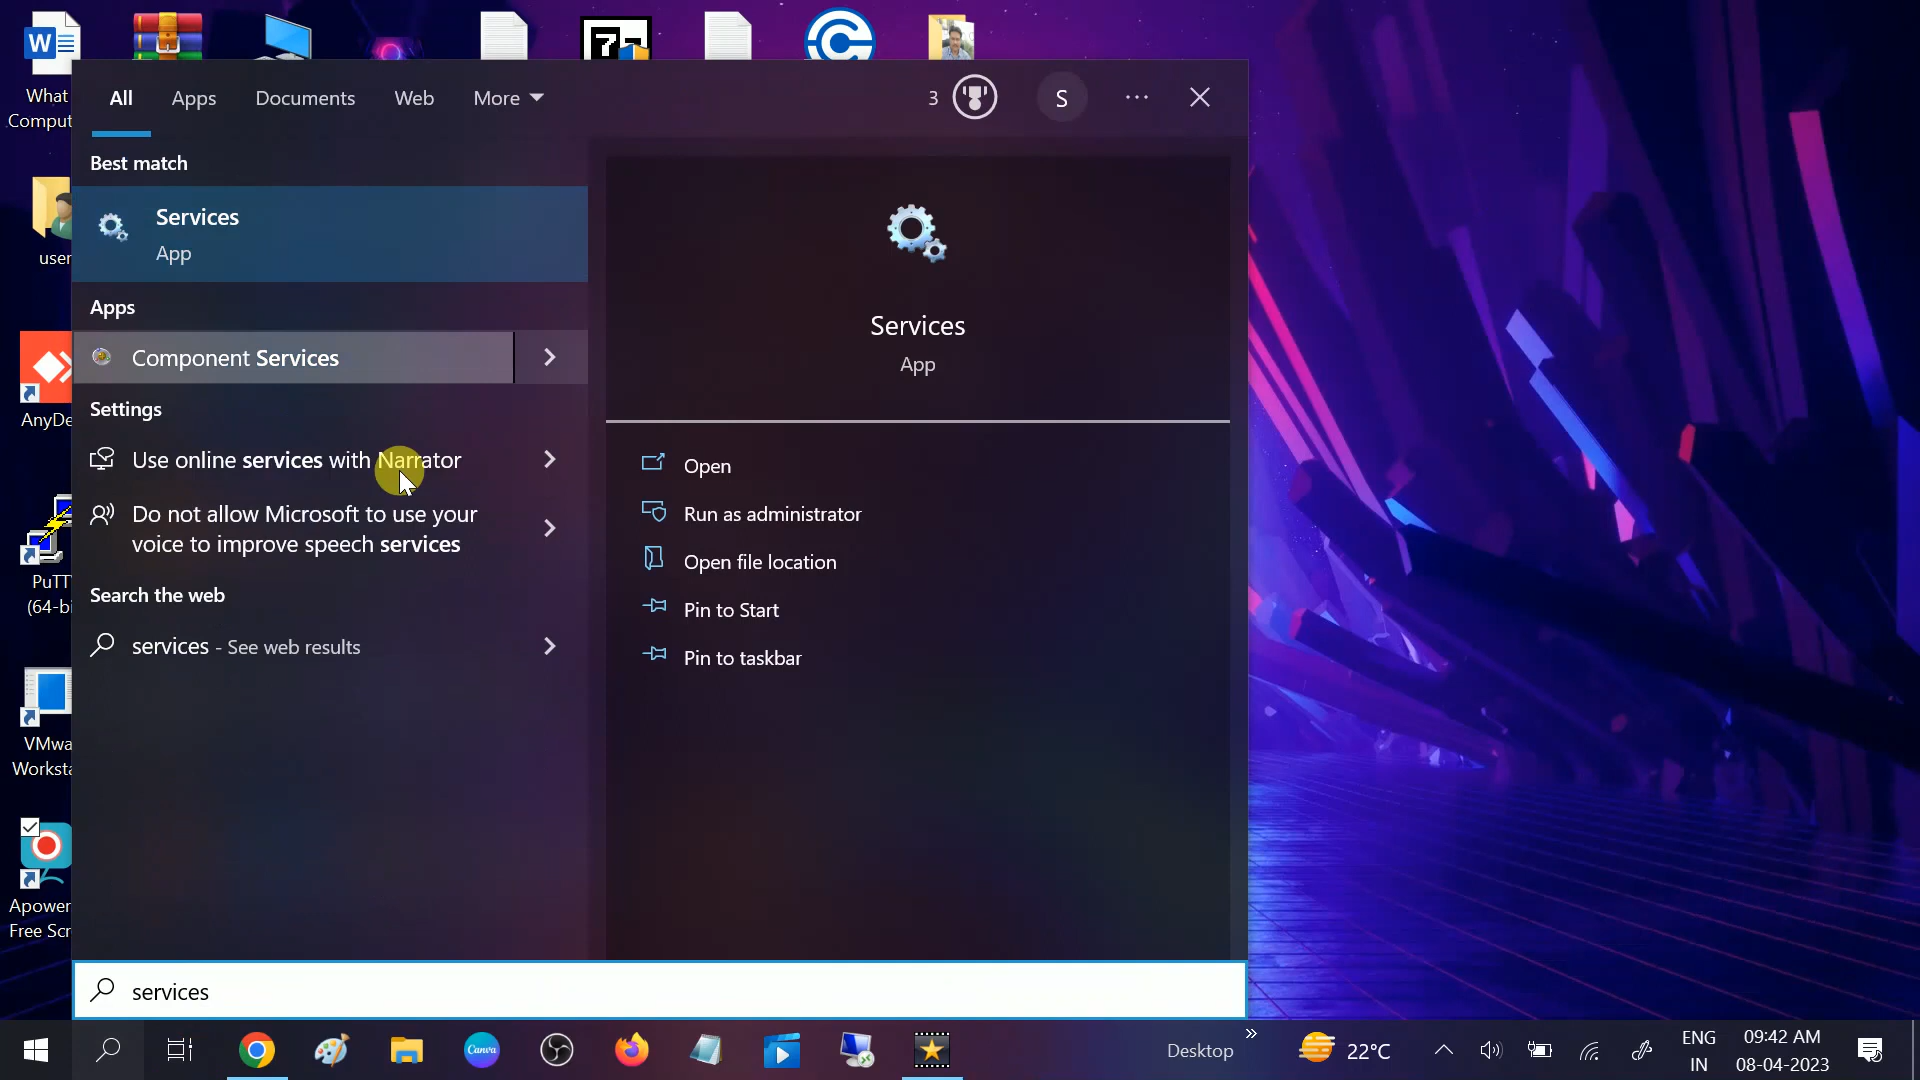 What
Comput
user
AnyDe
PuTT
(64-bi
VMwa
Worksta
Apower
Free Scr
W
7
All
Apps
Documents
Web
More
3
S
Best match
Services
App
Apps
Component Services
Settings
Use online services with Narrator
Do not allow Microsoft to use your
voice to improve speech services
Search the web
services - See web results
Services
App
Open
Run as administrator
Open file location
Pin to Start
Pin to taskbar
services
Canva
Desktop
22°C
ENG
IN
09:42 AM
08-04-2023